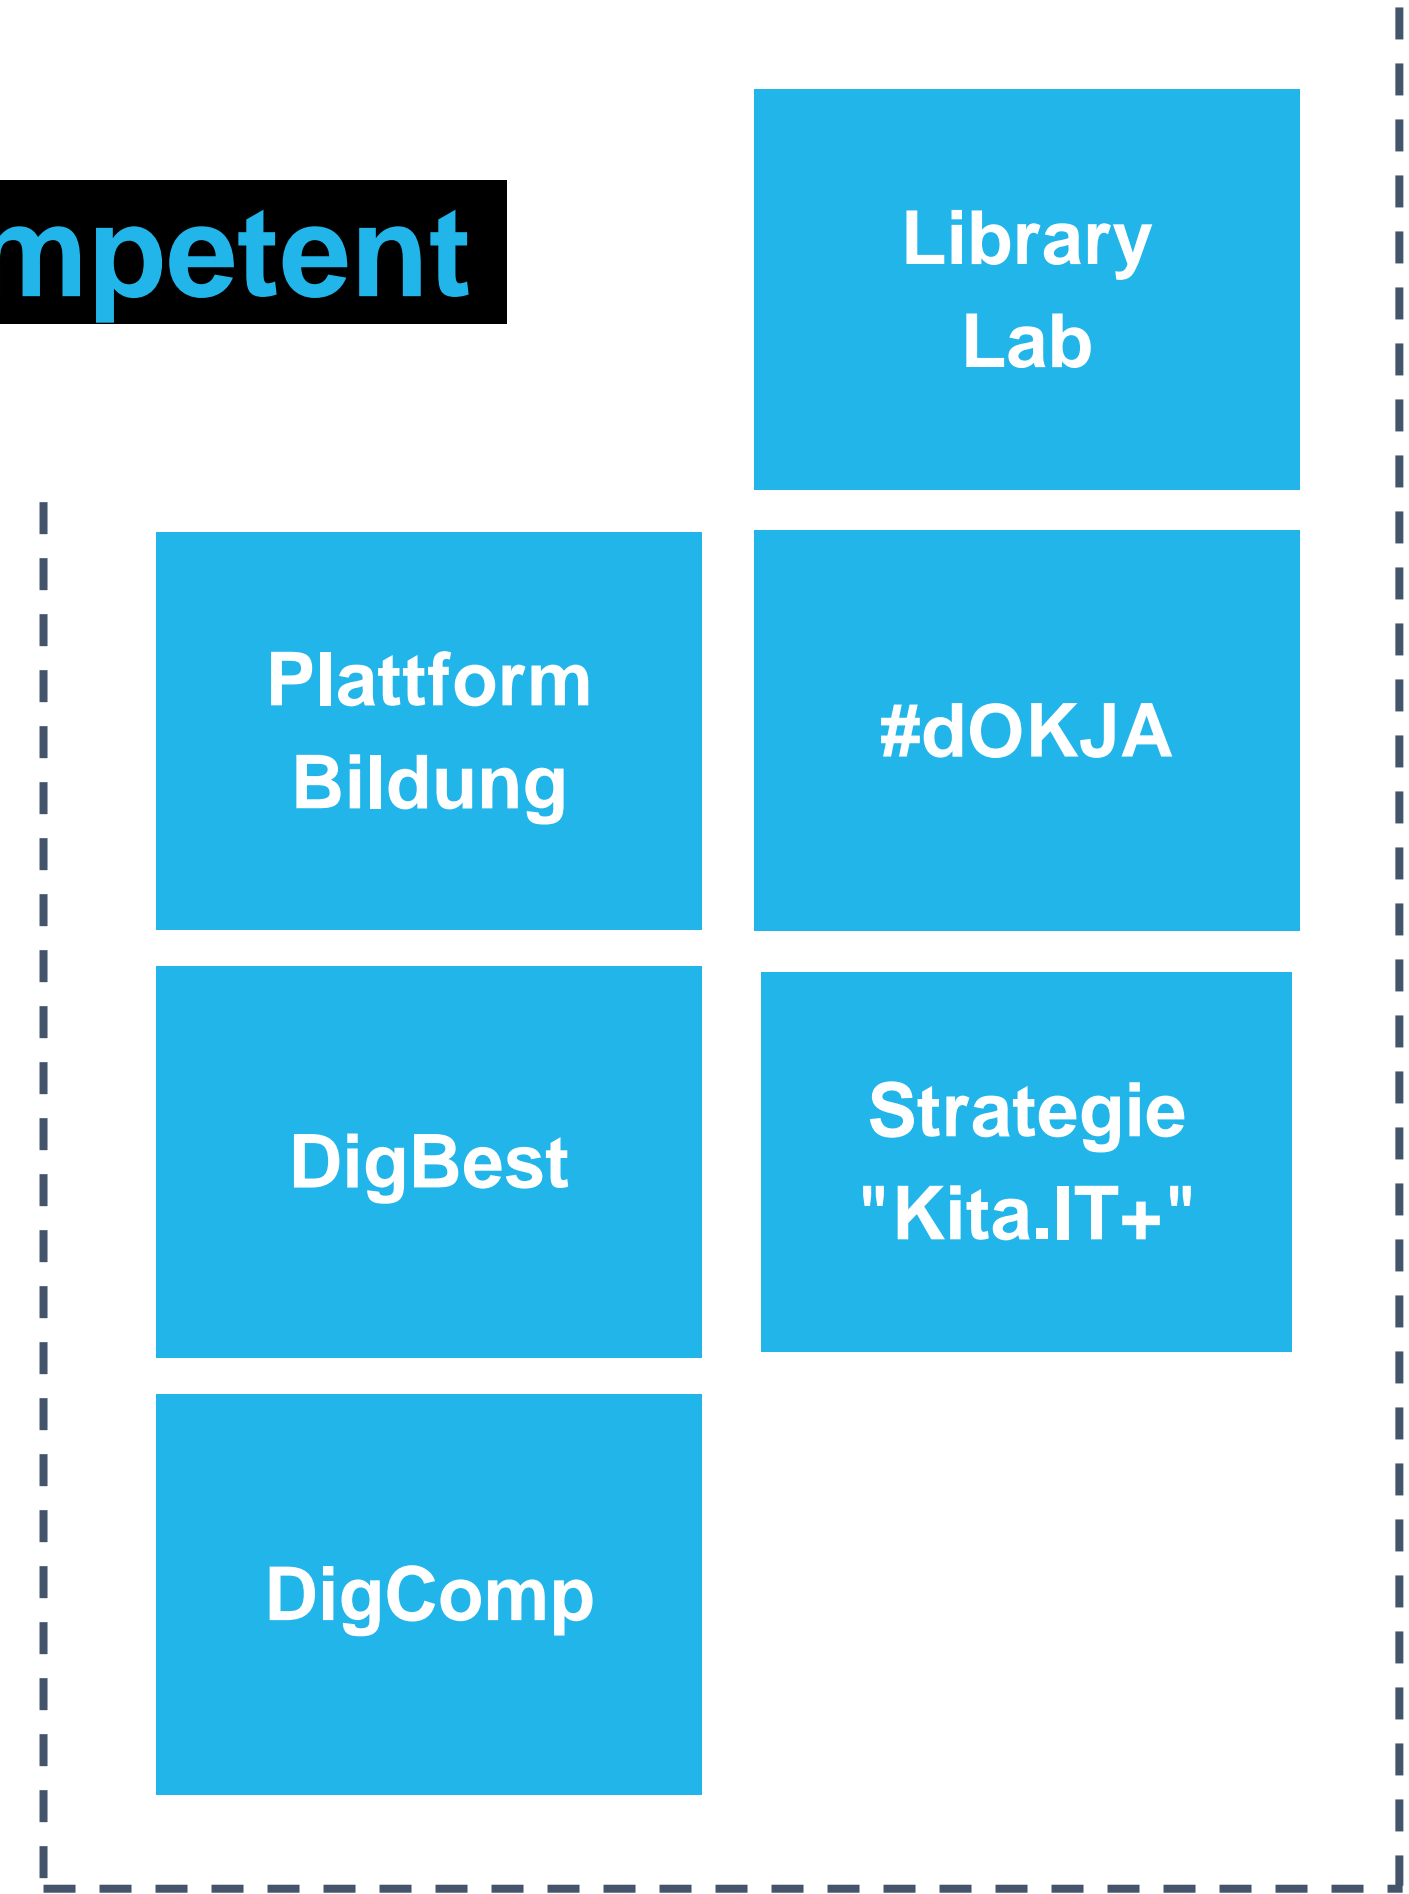 mpetent
Library
Lab
Plattform
Bildung
#dOKJA
DigBest
Strategie
"Kita.IT+"
DigComp